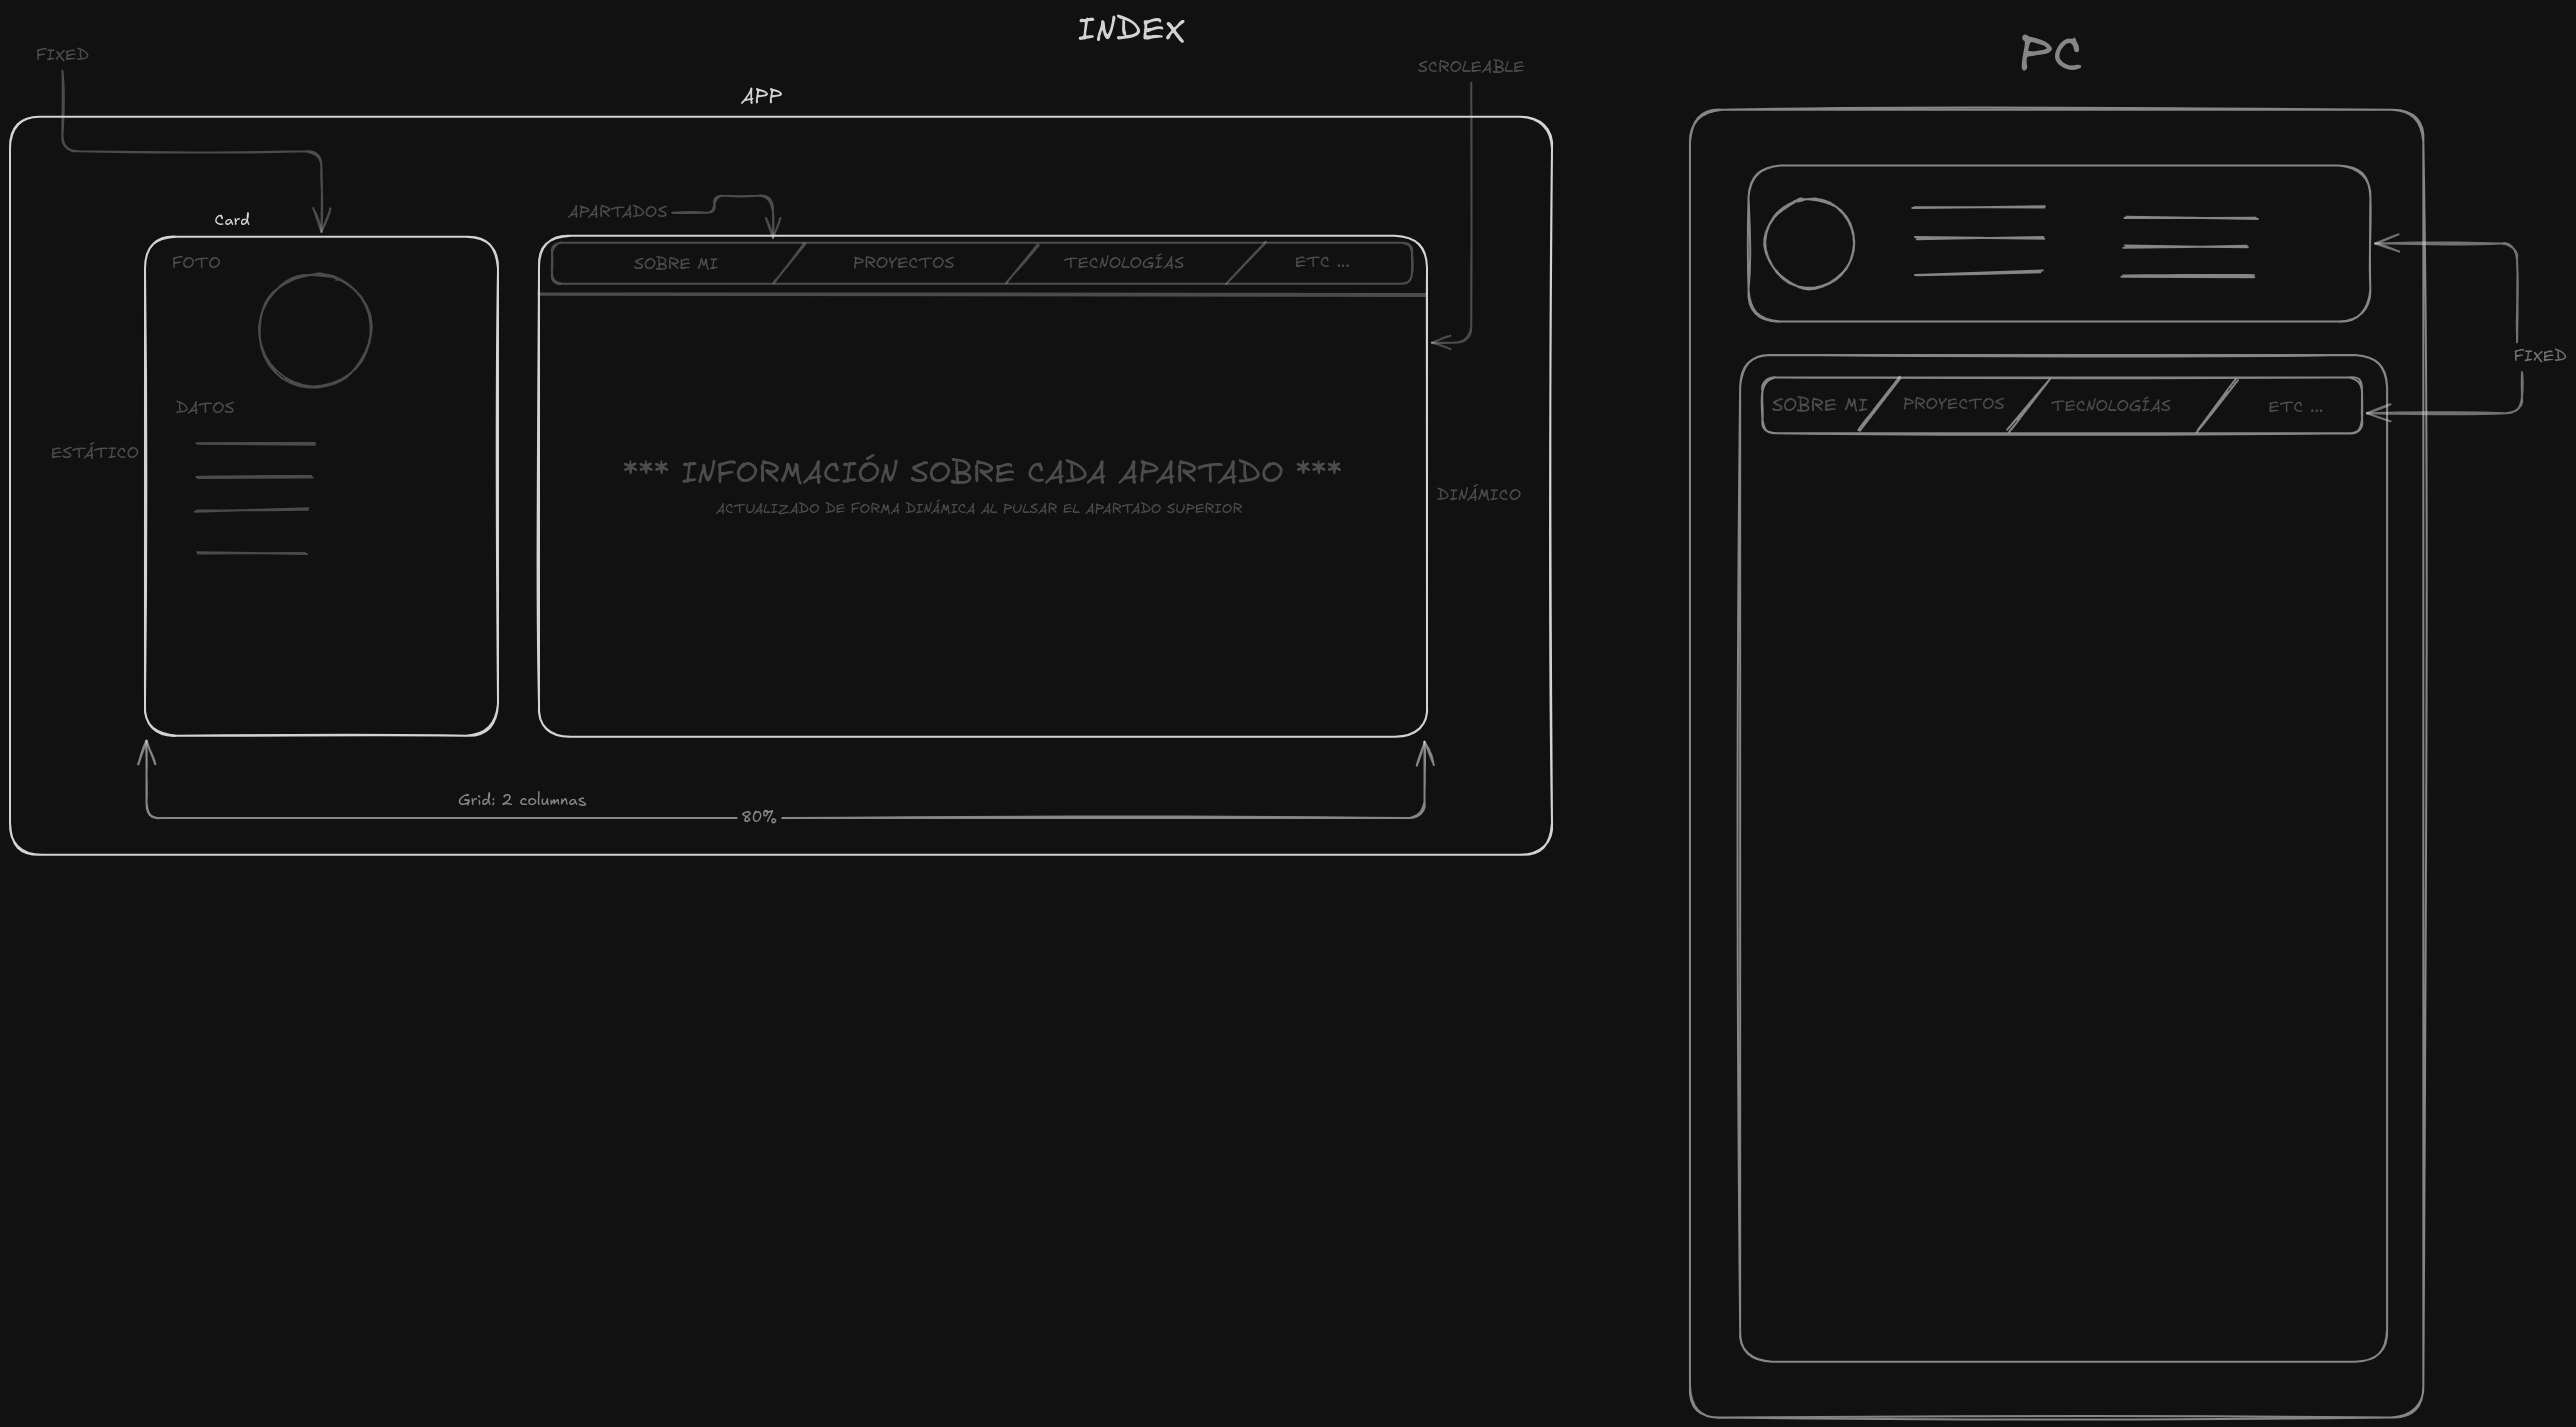 INDEX
FIXED
SCROLEABLE
APP
APARTADOS
Card
FOTO
SOBRE MI
PROYECTOS
TECNOLOGÍAS
ETC ...
DATOS
ESTÁTICO
*** INFORMACIÓN SOBRE CADA APARTADO ***
ACTUALIZADO DE FORMA DINÁMICA AL PULSAR EL APARTADO SUPERIOR
DINÁMICO
Grid: 2 columnas
80%
PC
FIXED
SOBRE MI
PROYECTOS
TECNOLOGÍAS
ETC ...